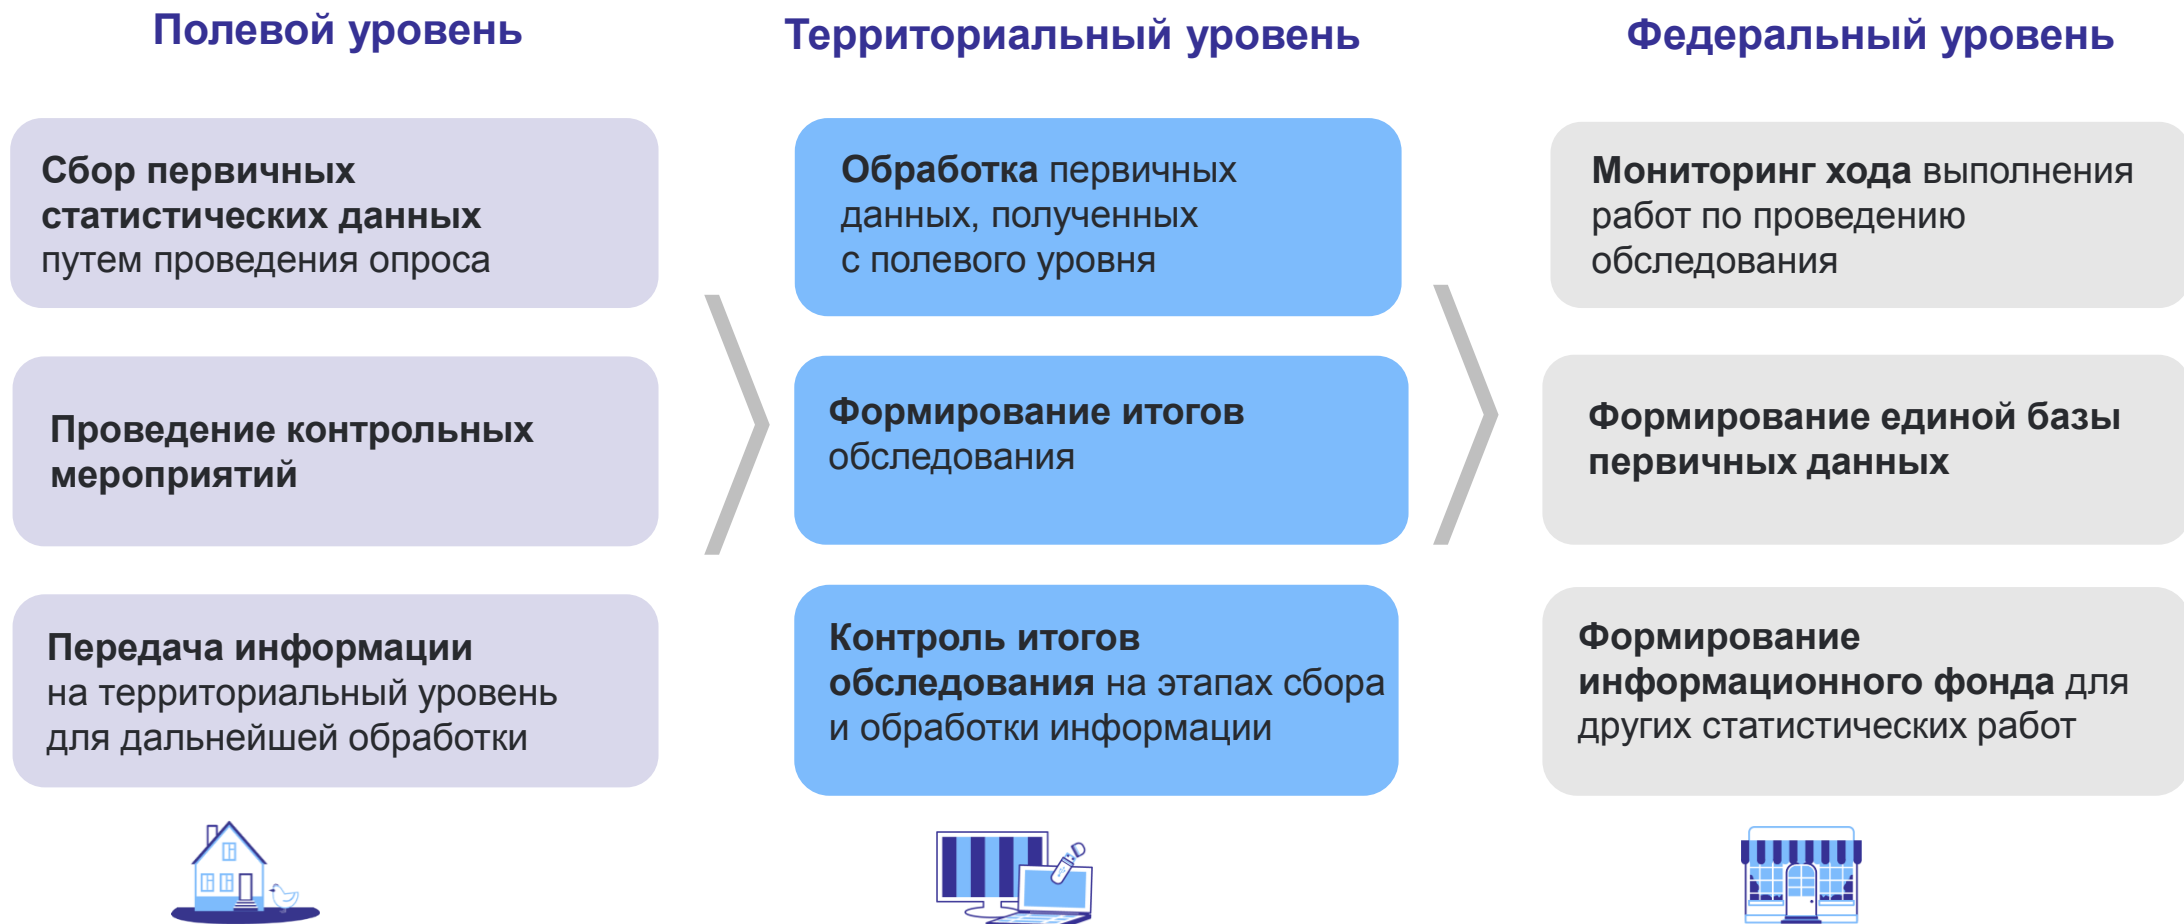 Полевой уровень
Сбор первичных
статистических данных
путем проведения опроса
Проведение контрольных
мероприятий
Передача информации
на территориальный уровень
для дальнейшей обработки
Территориальный уровень
Обработка первичных
данных, полученных
с полевого уровня
Формирование итогов
обследования
Контроль итогов
обследования на этапах сбора
и обработки информации
Федеральный уровень
Мониторинг хода выполнения
работ по проведению
обследования
Формирование единой базы
первичных данных
Формирование
информационного фонда для
других статистических работ